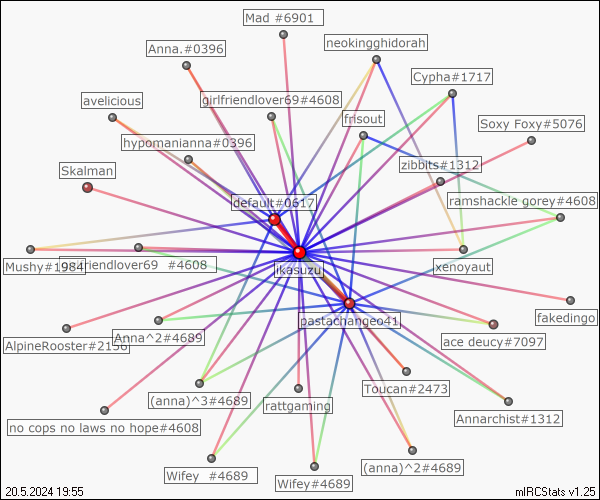 Mad #6901
Anna.#0396
neokingghidorah
Cypha#1717
avelicious
girlfriendlover69#4608
frlsout
Soxy Foxy#5076
hypomanianna#0396
zibbits#1312
Skalman
default#0617
ramshackle gorey#4608
Mushy#1984
friendlover69 #4608
ikasuzu
xenoyaut
pastachange041
fakedingo
AlpineRooster#2156
Anna^2#4689
ace deucy#7097
Toucan#2473
(anna)^3#4689
rattgaming
Annarchist#1312
no cops no laws no hope#4608
Wifey #4689
Wifey#4689
(anna)^2#4689
20.5.2024 19:55
mIRCStats v1.25